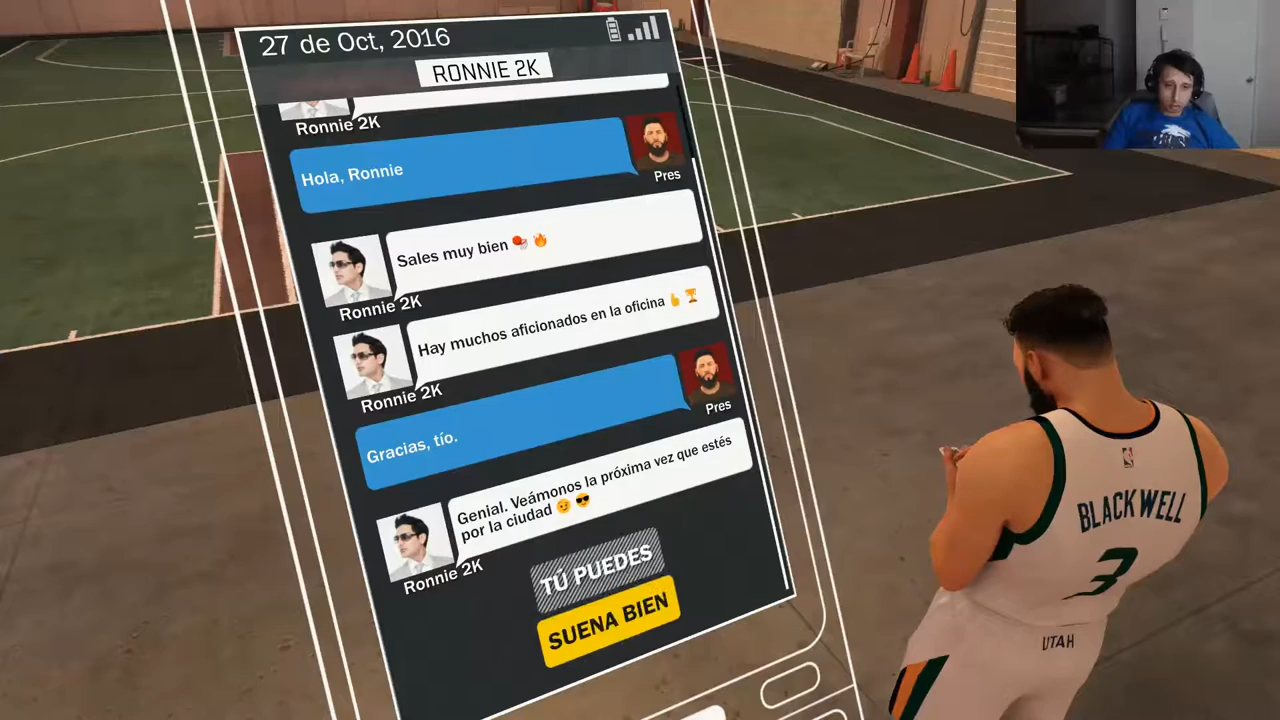 27 de Oct, 2016
RONNIE 2K
Ronnie 2K
Hola, Ronnie
Pres
Sales muy bien
Ronnie 2K
Hay muchos aficionados en la oficina
Ronnie 2K
Gracias, tío.
Pres
Genial. Veámonos la próxima vez que estés
por la ciudad
Ronnie 2K
TÚ PUEDES
SUENA BIEN
BLACKWELL
3
UTAH